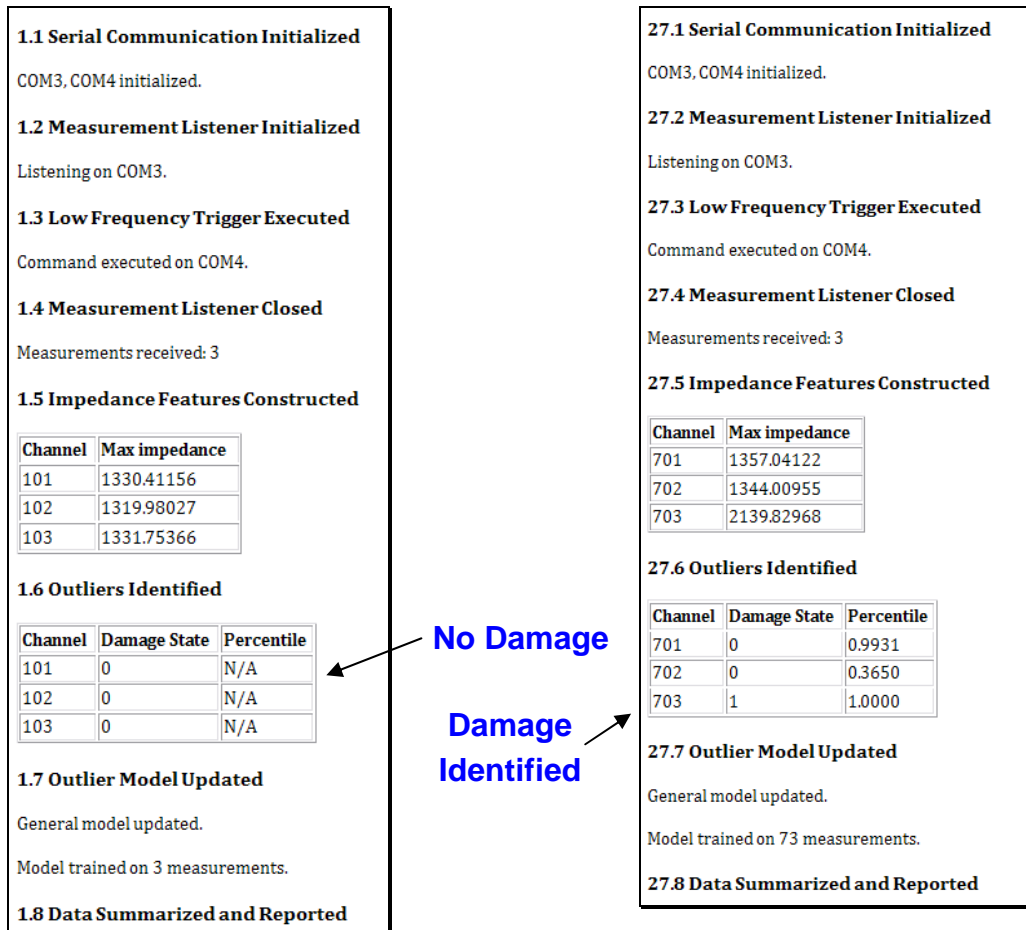 1.1 Serial Communication Initialized
COM3, COM4 initialized.
1.2 Measurement Listener Initialized
Listening on COM3.
1.3 Low Frequency Trigger Executed
Command executed on COM4.
1.4 Measurement Listener Closed
Measurements received: 3
1.5 Impedance Features Constructed
Channel Max impedance
101 1330.41156
102 1319.98027
103 1331.75366
1.6 Outliers Identified
Channel Damage State Percentile
101 0 N/A
102 0 N/A
103 0 N/A
1.7 Outlier Model Updated
General model updated.
Model trained on 3 measurements.
1.8 Data Summarized and Reported
No Damage
Damage
Identified
27.1 Serial Communication Initialized
COM3, COM4 initialized.
27.2 Measurement Listener Initialized
Listening on COM3.
27.3 Low Frequency Trigger Executed
Command executed on COM4.
27.4 Measurement Listener Closed
Measurements received: 3
27.5 Impedance Features Constructed
Channel Max impedance
701 1357.04122
702 1344.00955
703 2139.82968
27.6 Outliers Identified
Channel Damage State Percentile
701 0 0.9931
702 0 0.3650
703 1 1.0000
27.7 Outlier Model Updated
General model updated.
Model trained on 73 measurements.
27.8 Data Summarized and Reported